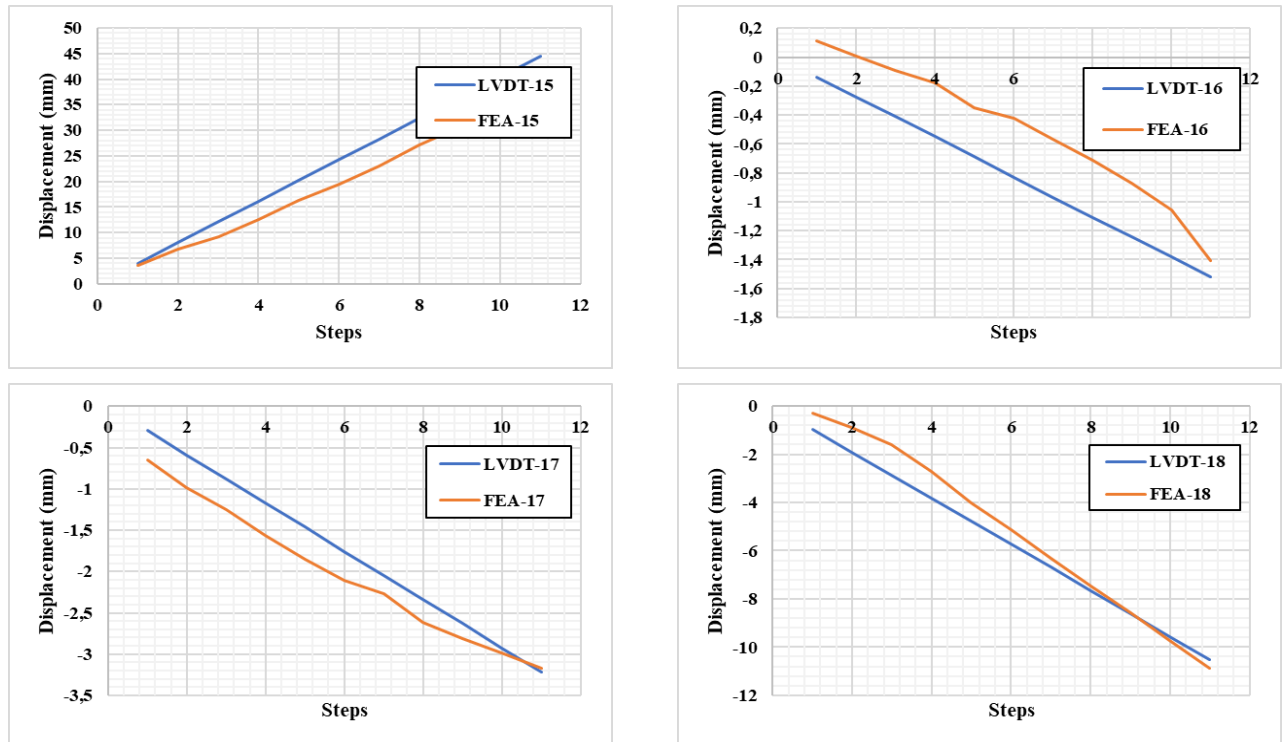 50
45
40
35
30
25
20
15
10
5
0
Displacement (mm)
LVDT-15
FEA-15
0 2 4 6 8 10 12
Steps
0,2
0
-0,2
-0,4
-0,6
-0,8
-1
-1,2
-1,4
-1,6
-1,8
Displacement (mm)
0 2 4 6 12
LVDT-16
FEA-16
Steps
0
-0,5
-1
-1,5
-2
-2,5
-3
-3,5
Displacement (mm)
0 2 4 6 8 10 12
LVDT-17
FEA-17
Steps
0
-2
-4
-6
-8
-10
-12
Displacement (mm)
0 2 4 6 8 10 12
LVDT-18
FEA-18
Steps